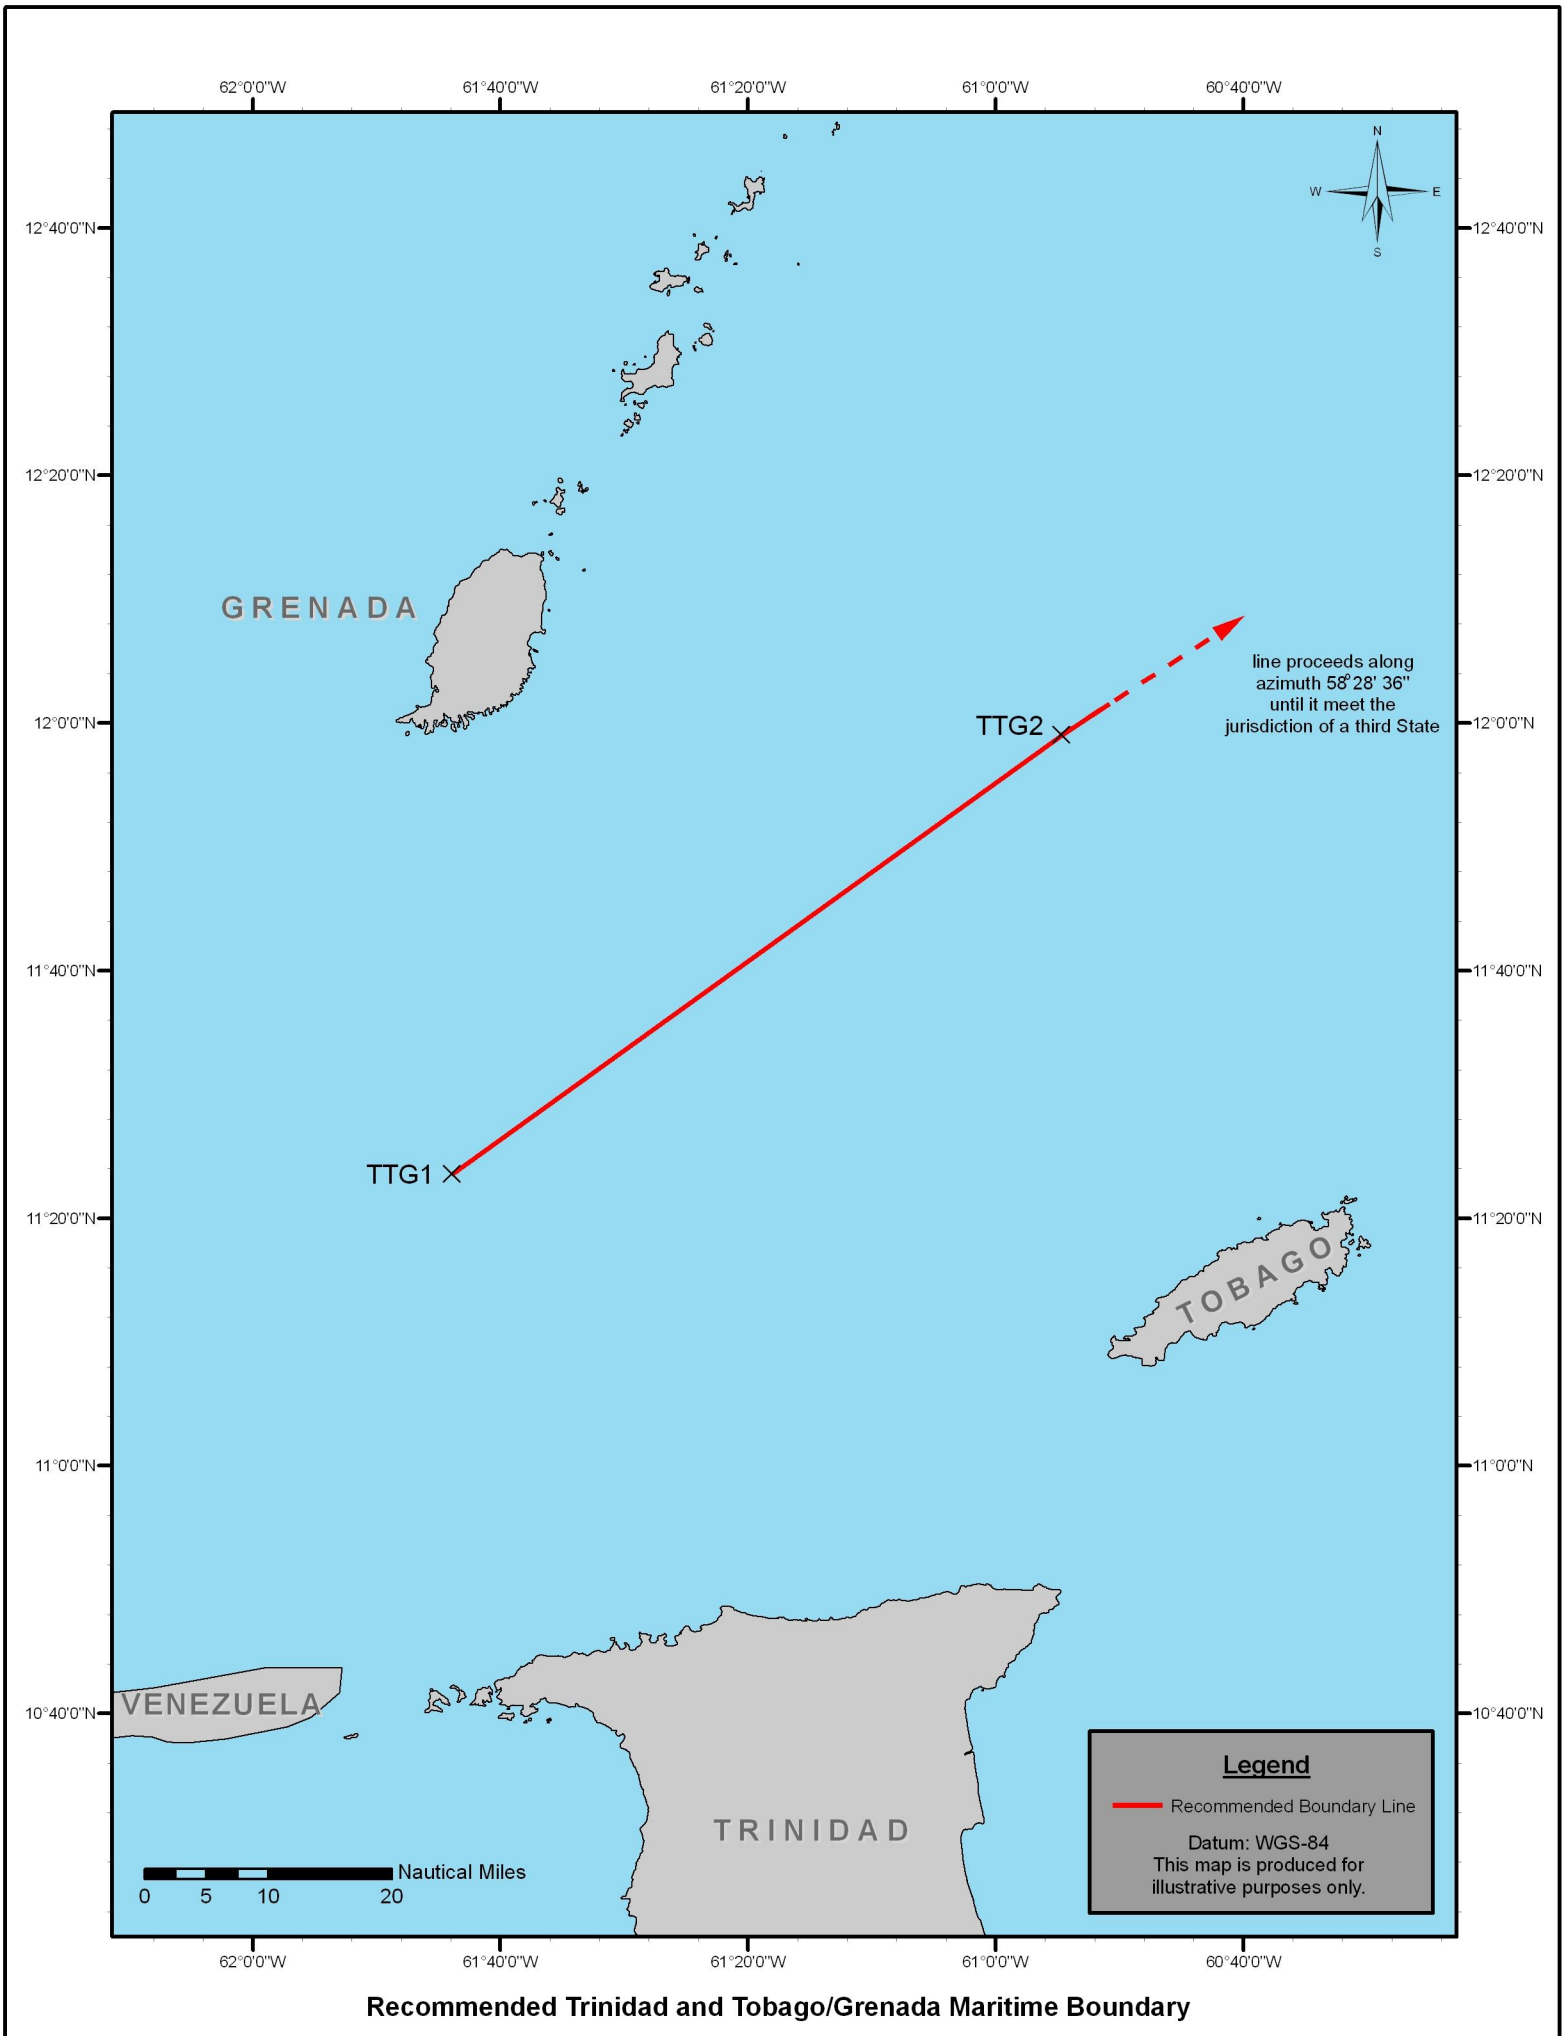 62°0'0"W 61°40'0"W 61°20'0"W 61°0'0"W 60°40'0"W
N
W E
S
12°40'0"N 12°40'0"N
12°20'0"N 12°20'0"N
GRENADA
line proceeds along
azimuth 58° 28' 36"
until it meet the
jurisdiction of a third State
12°0'0"N 12°0'0"N
TTG2
11°40'0"N 11°40'0"N
TTG1
11°20'0"N 11°20'0"N
TOBAGO
11°0'0"N 11°0'0"N
VENEZUELA
10°40'0"N 10°40'0"N
TRINIDAD
Legend
Recommended Boundary Line
Datum: WGS-84
This map is produced for
illustrative purposes only.
Nautical Miles
0 5 10 20
62°0'0"W 61°40'0"W 61°20'0"W 61°0'0"W 60°40'0"W
Recommended Trinidad and Tobago/Grenada Maritime Boundary